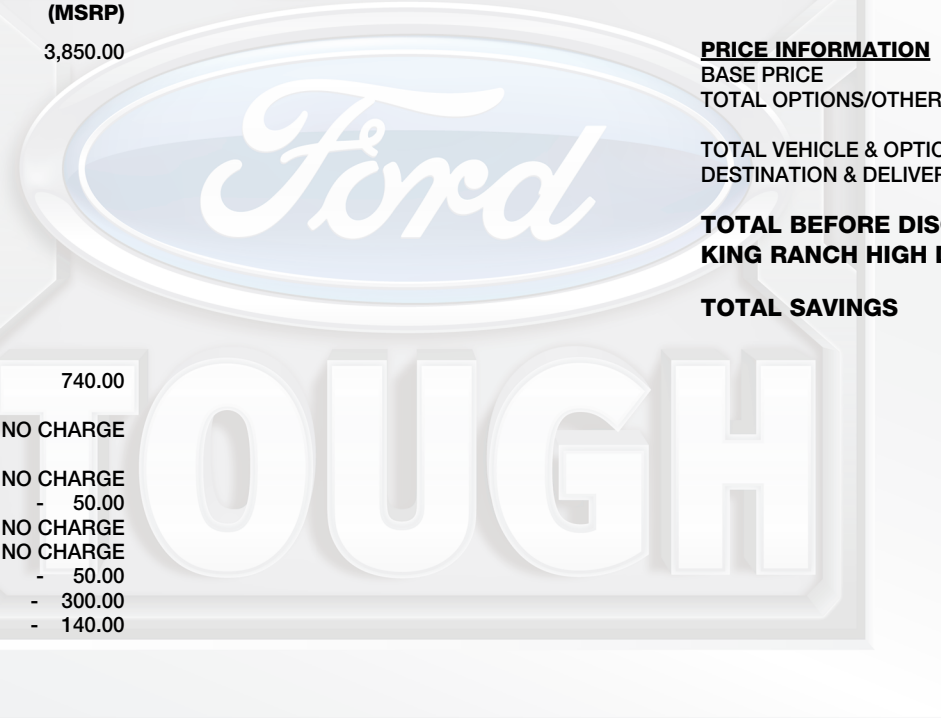 (MSRP)
3,850.00
740.00
NO CHARGE
NO CHARGE
- 50.00
NO CHARGE
NO CHARGE
- 50.00
- 300.00
- 140.00
PRICE INFORMATION
BASE PRICE
TOTAL OPTIONS/OTHER
TOTAL VEHICLE & OPTIO
DESTINATION & DELIVER
TOTAL BEFORE DIS
KING RANCH HIGH
TOTAL SAVINGS
Ford
TOUGH